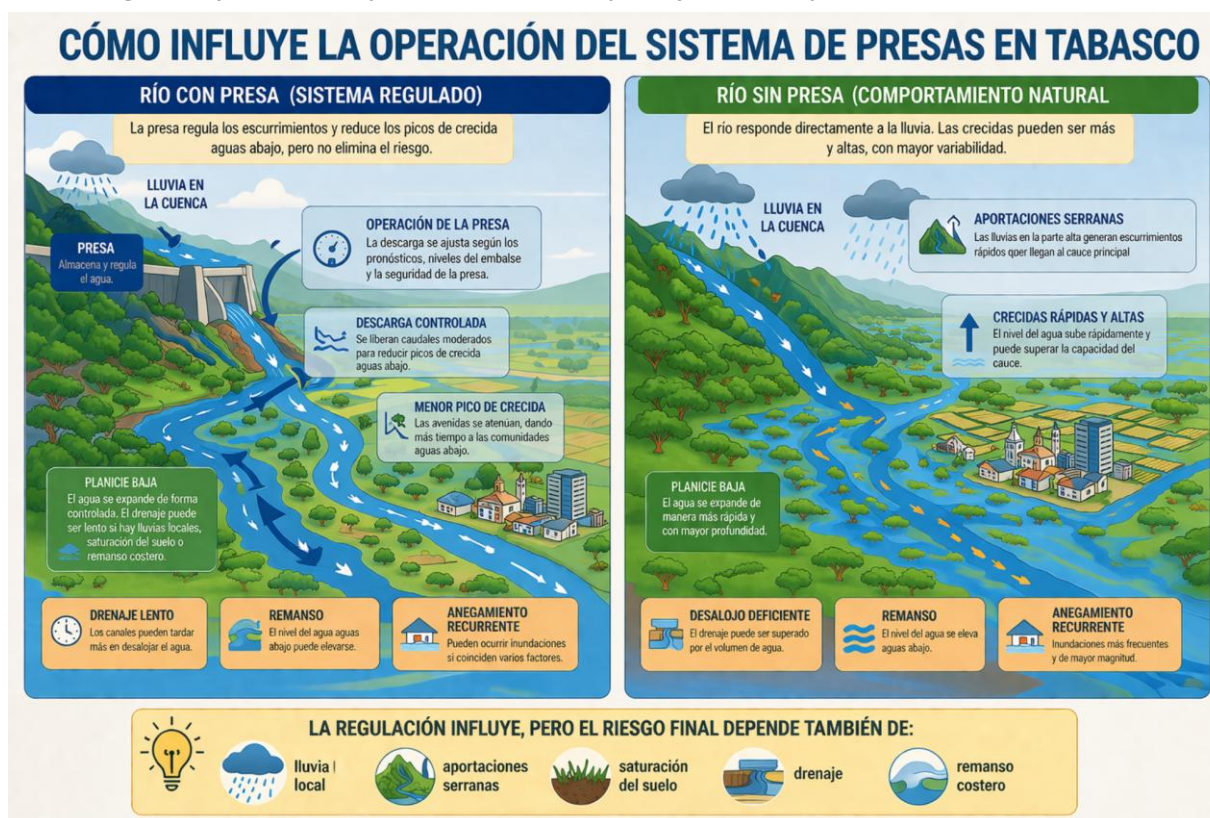 CÓMO INFLUYE LA OPERACIÓN DEL SISTEMA DE PRESAS EN TABASCO
RÍO CON PRESA (SISTEMA REGULADO)
La presa regula los escurrimientos y reduce los picos de crecida
aguas abajo, pero no elimina el riesgo.
LLUVIA EN
LA CUENCA
PRESA
Almacena y regula
el agua.
OPERACIÓN DE LA PRESA
La descarga se ajusta según los
pronósticos, niveles del embalse
y la seguridad de la presa.
DESCARGA CONTROLADA
Se liberan caudales moderados
para reducir picos de crecida
aguas abajo.
MENOR PICO DE CRECIDA
Las avenidas se atenúan, dando
más tiempo a las comunidades
aguas abajo.
PLANICIE BAJA
El agua se expande de forma
controlada. El drenaje puede
ser lento si hay lluvias locales,
saturación del suelo o
remanso costero.
DRENAJE LENTO
Los canales pueden tardar
más en desalojar el agua.
REMANSO
El nivel del agua aguas
abajo puede elevarse.
ANEGAMIENTO
RECURRENTE
Pueden ocurrir inundaciones
si coinciden varios factores.
RÍO SIN PRESA (COMPORTAMIENTO NATURAL
El río responde directamente a la lluvia. Las crecidas pueden ser más
y altas, con mayor variabilidad.
LLUVIA EN
LA CUENCA
APORTACIONES SERRANAS
Las lluvias en la parte alta generan escurrimientos
rápidos qoer llegan al cauce principal
CRECIDAS RÁPIDAS Y ALTAS
El nivel del agua sube rápidamente y
puede superar la capacidad del
cauce.
PLANICIE BAJA
El agua se expande de
manera más rápida y
con mayor profundidad.
DESALOJO DEFICIENTE
El drenaje puede ser superado
por el volumen de agua.
REMANSO
El nivel del agua se eleva
aguas abajo.
ANEGAMIENTO
RECURRENTE
Inundaciones más frecuentes
y de mayor magnitud.
LA REGULACIÓN INFLUYE, PERO EL RIESGO FINAL DEPENDE TAMBIÉN DE:
lluvia
local
aportaciones
serranas
saturación
del suelo
drenaje
remanso
costero